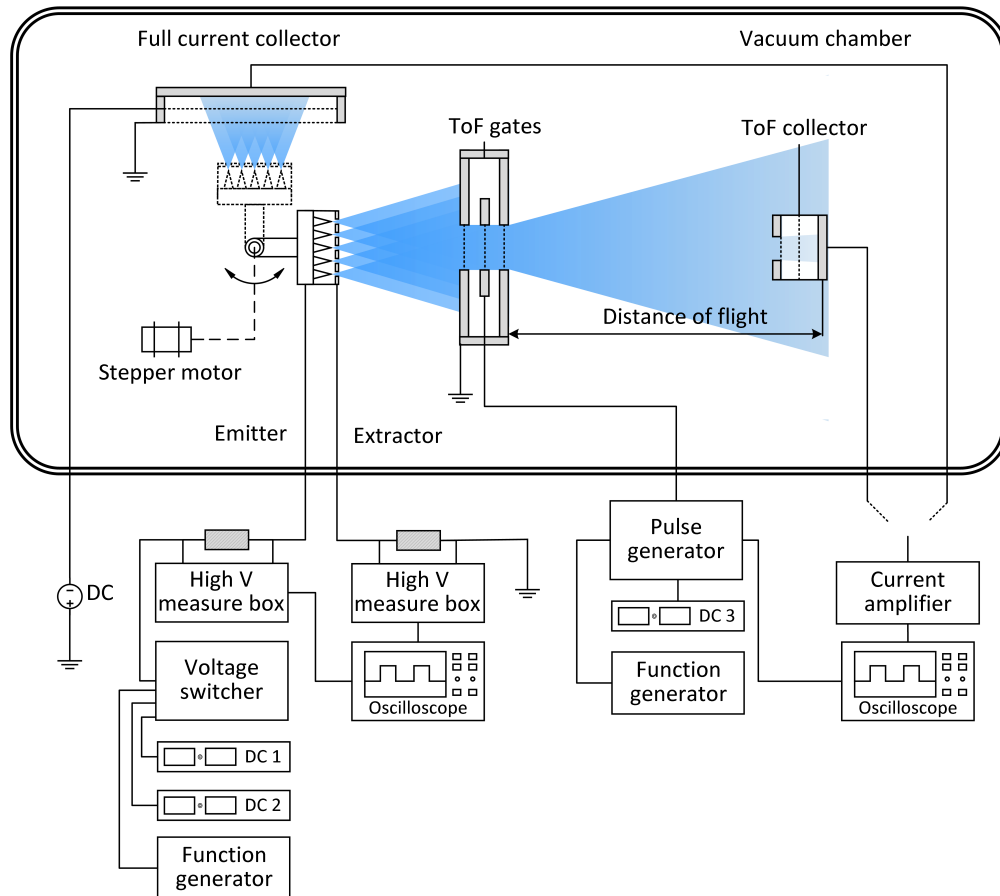 Full current collector
Vacuum chamber
ToF gates
ToF collector
Distance of flight
Stepper motor
Emitter
Extractor
DC
High V
measure box
High V
measure box
Pulse
generator
Current
amplifier
DC 3
Voltage
switcher
Oscilloscope
Function
generator
Oscilloscope
DC 1
DC 2
Function
generator